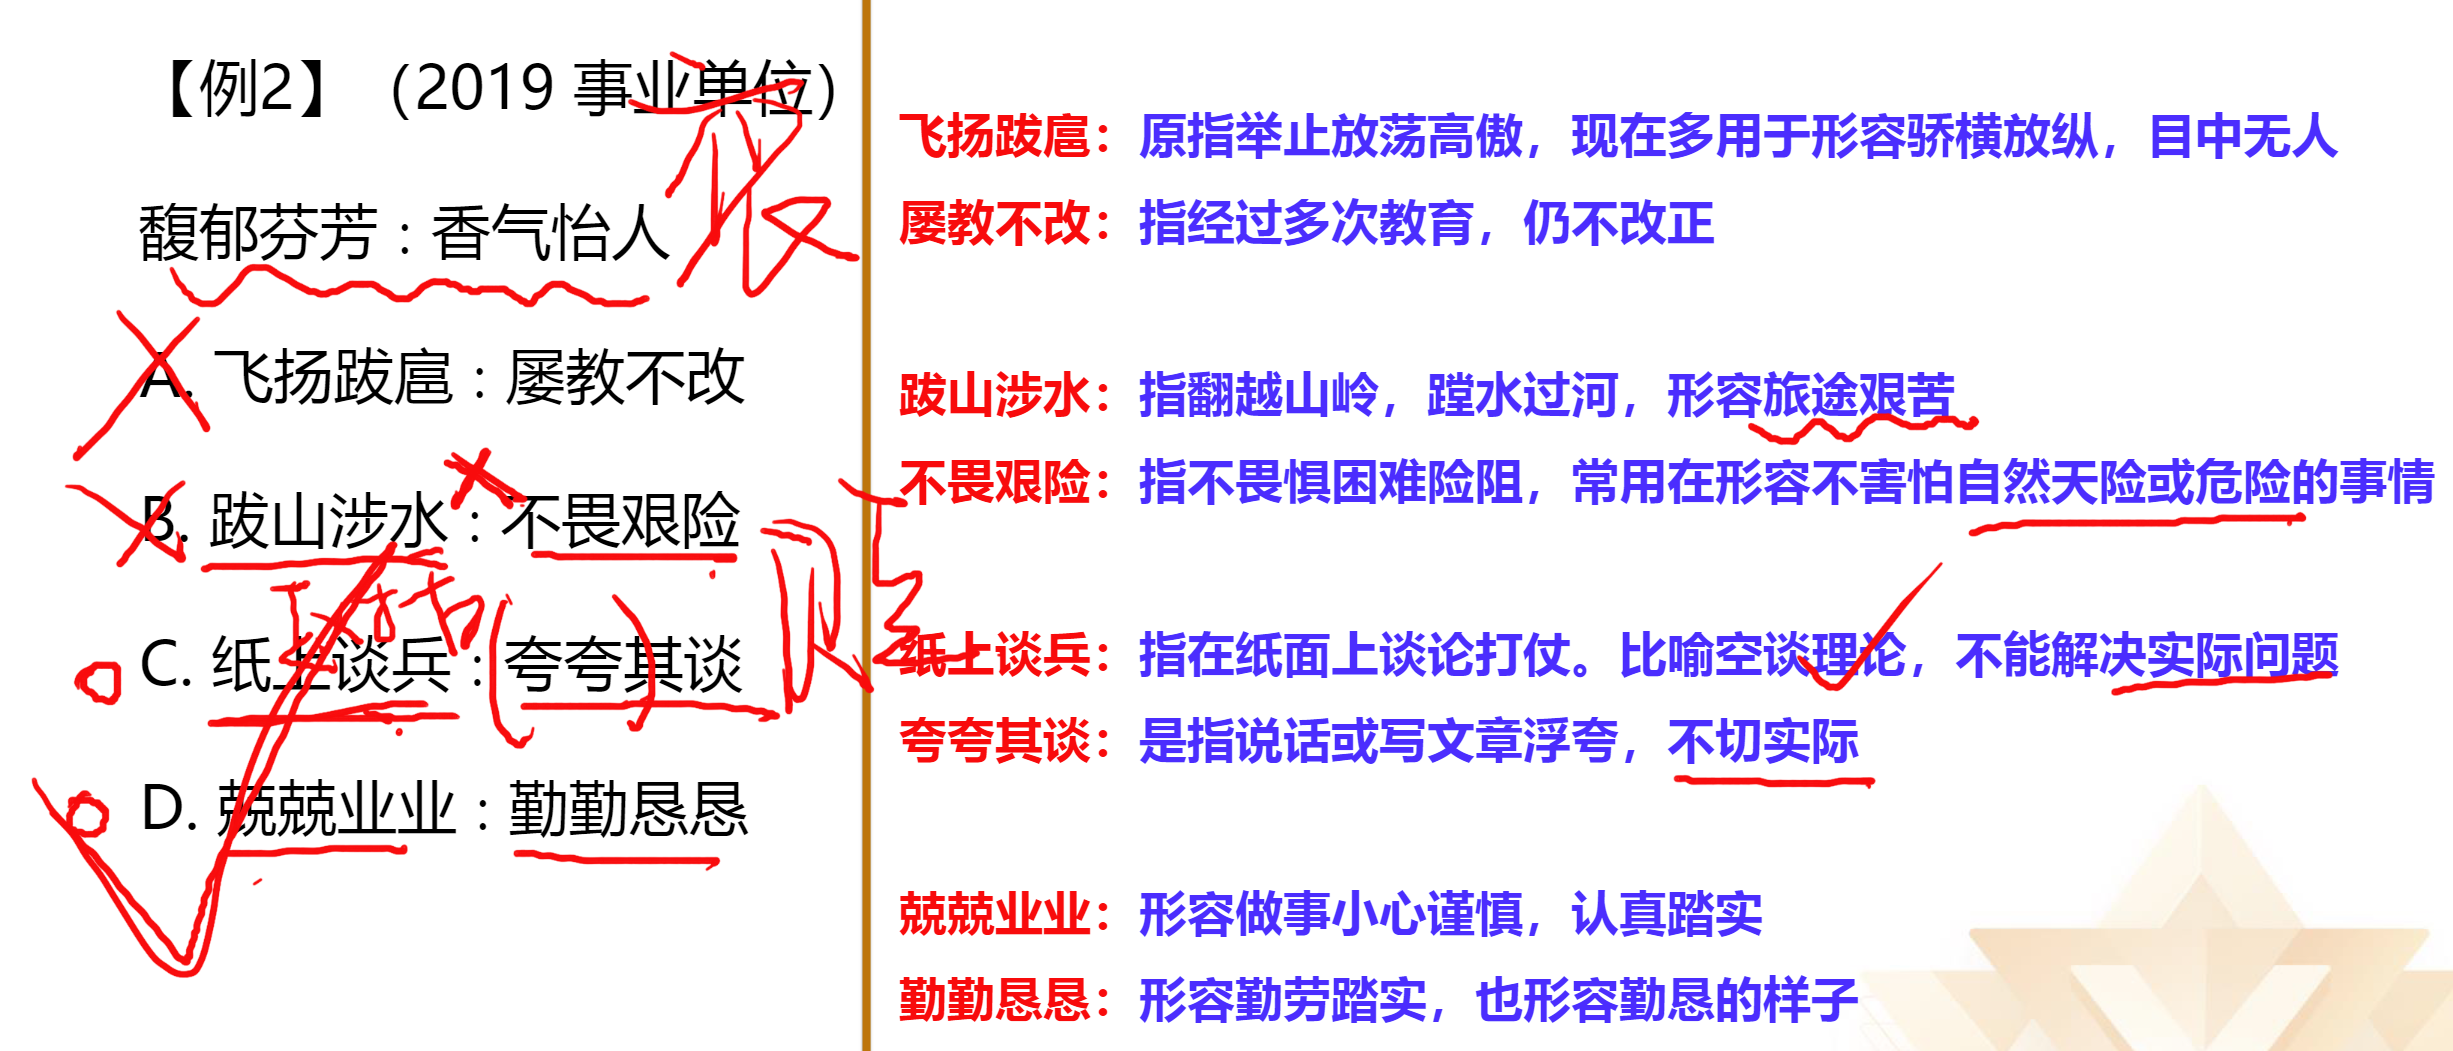 【例2】（2019 事业单位）
馥郁芬芳 : 香气怡人
A. 飞扬跋扈 : 屡教不改
B. 跋山涉水 : 不畏艰险
C. 纸上谈兵 : 夸夸其谈
D. 兢兢业业 : 勤勤恳恳
飞扬跋扈：原指举止放荡高傲，现在多用于形容骄横放纵，目中无人
屡教不改：指经过多次教育，仍不改正
跋山涉水：指翻越山岭，蹚水过河，形容旅途艰苦
不畏艰险：指不畏惧困难险阻，常用在形容不害怕自然天险或危险的事情
纸上谈兵：指在纸面上谈论打仗。比喻空谈理论，不能解决实际问题
夸夸其谈：是指说话或写文章浮夸，不切实际
兢兢业业：形容做事小心谨慎，认真踏实
勤勤恳恳：形容勤劳踏实，也形容勤恳的样子